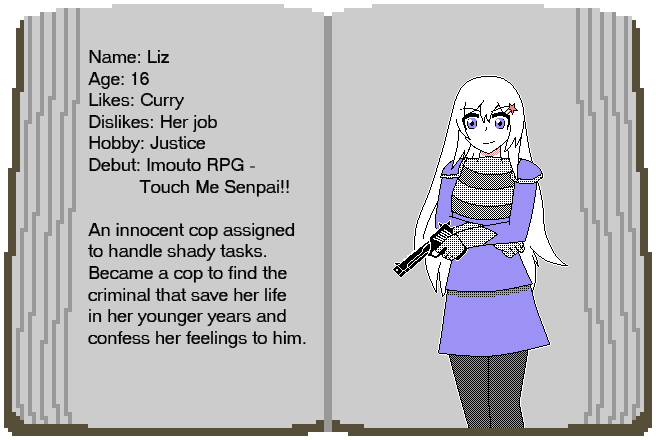 Name: Liz
Age: 16
Likes: Curry
Dislikes: Her job
Hobby: Justice
Debut: Imouto RPG -
Touch Me Senpai!!
An innocent cop assigned
to handle shady tasks.
Became a cop to find the
criminal that save her life
in her younger years and
confess her feelings to him.